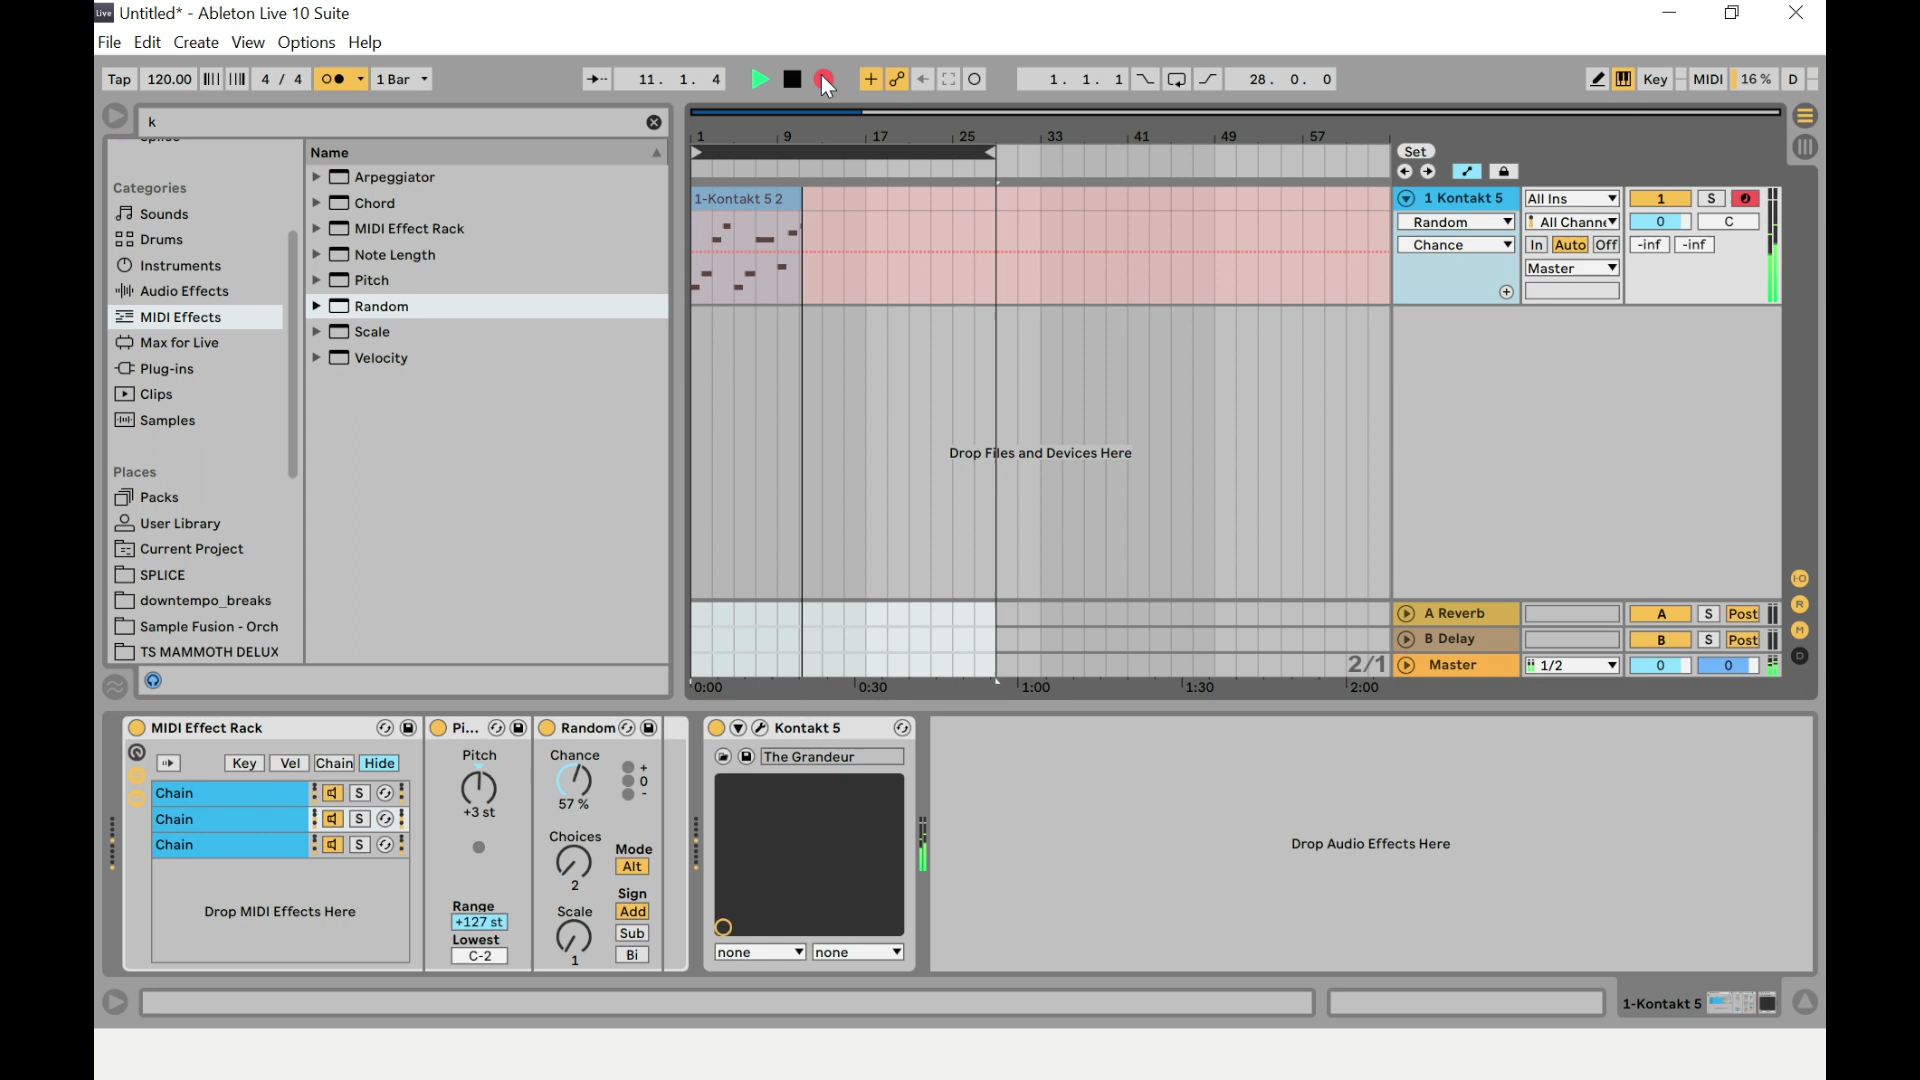 Live Untitled* - Ableton Live 10 Suite
File Edit Create View Options Help
Tap 120.00 4 / 4 1 Bar 11. 1. 4 1. 1. 1 28. 0. 0 Key MIDI 16 % D
k
Name
Categories
Sounds
Drums
Instruments
Audio Effects
MIDI Effects
Max for Live
Plug-ins
Clips
Samples
Places
Packs
User Library
Current Project
SPLICE
downtempo_breaks
Sample Fusion - Orch
TS MAMMOTH DELUX
Arpeggiator
Chord
MIDI Effect Rack
Note Length
Pitch
Random
Scale
Velocity
1 9 17 25 33 41 49 57
Set
1-Kontakt 5 2
1 Kontakt 5 All Ins 1 S
Random All Channe 0 C
Chance In Auto Off -inf -inf
Master
Drop Files and Devices Here
I-O
R
M
D
A Reverb A S Post
B Delay B S Post
2/1 Master 1/2 0 0
0:00 0:30 1:00 1:30 2:00
MIDI Effect Rack
Key Vel Chain Hide
Chain S
Chain S
Chain S
Drop MIDI Effects Here
Pi...
Pitch
+3 st
Range
+127 st
Lowest
C-2
Random
Chance
57 %
+
0
-
Choices
2
Scale
1
Mode
Alt
Sign
Add
Sub
Bi
Kontakt 5
The Grandeur
none none
Drop Audio Effects Here
1-Kontakt 5